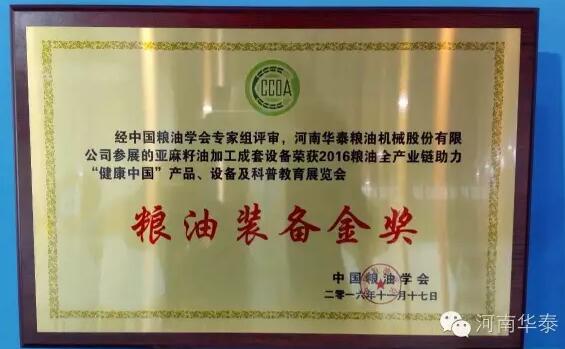 CCOA
经中国粮油学会专家组评审，河南华泰粮油机械股份有限
公司参展的亚麻籽油加工成套设备荣获2016粮油全产业链助力
“健康中国”产品、设备及科普教育展览会
粮油装备金奖
中国粮油学会
二零一六年十一月十七日
河南华泰